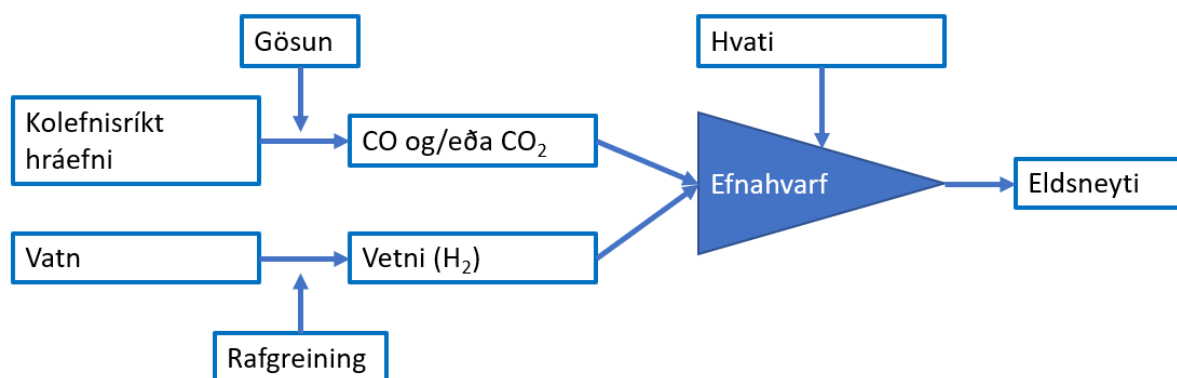 Gösun
Hvati
Kolefnisríkt
hráefni
CO og/eða CO₂
Efnahvarf
Eldsneyti
Vatn
Vetni (H₂)
Rafgreining